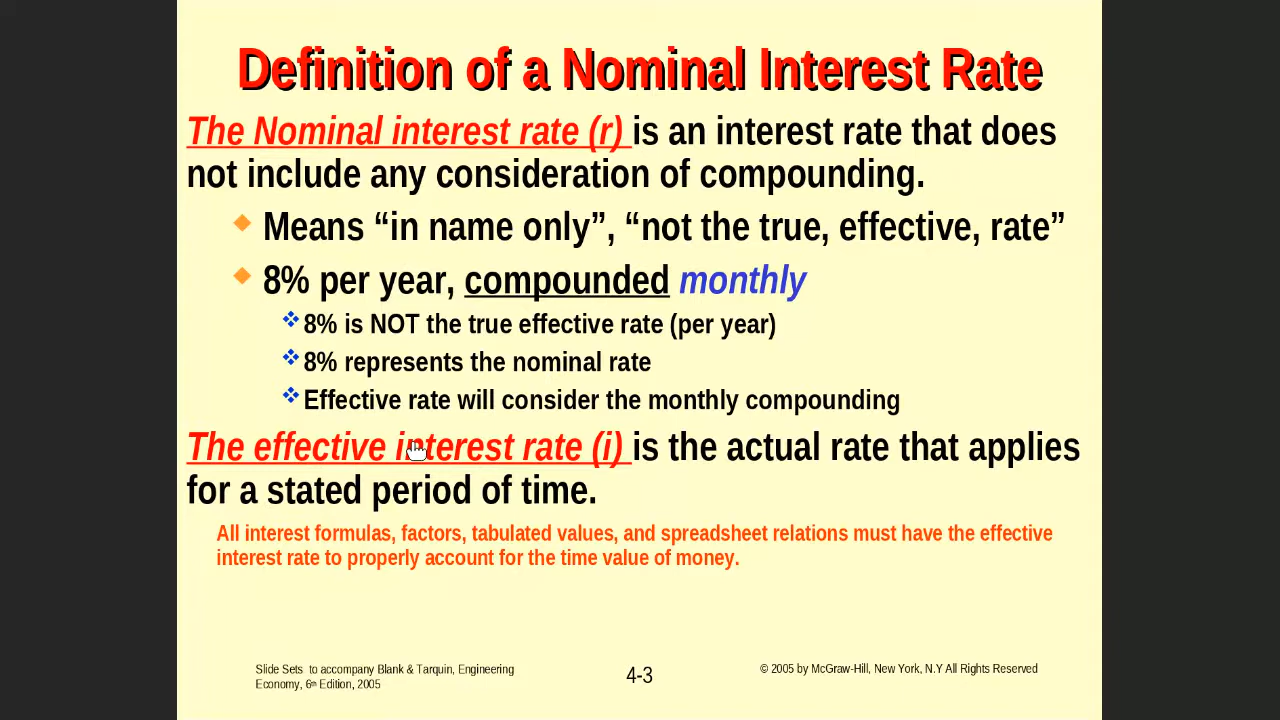 Definition of a Nominal Interest Rate
The Nominal interest rate (r) is an interest rate that does
not include any consideration of compounding.
Means “in name only”, “not the true, effective, rate”
8% per year, compounded monthly
8% is NOT the true effective rate (per year)
8% represents the nominal rate
Effective rate will consider the monthly compounding
The effective interest rate (i) is the actual rate that applies
for a stated period of time.
All interest formulas, factors, tabulated values, and spreadsheet relations must have the effective
interest rate to properly account for the time value of money.
Slide Sets to accompany Blank & Tarquin, Engineering
Economy, 6th Edition, 2005
4-3
© 2005 by McGraw-Hill, New York, N.Y All Rights Reserved